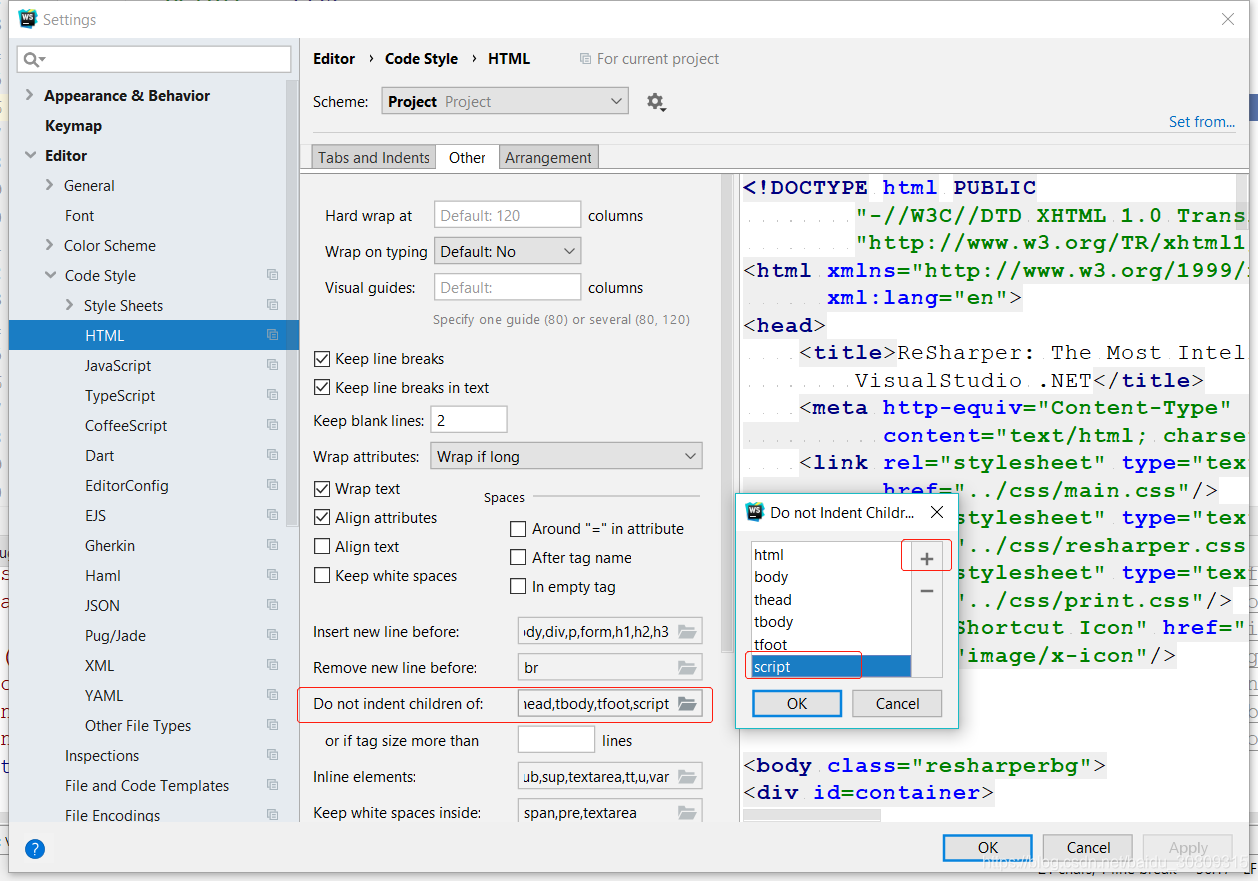 WS Settings
Editor › Code Style › HTML For current project
Scheme: Project Project
Set from...
Appearance & Behavior
Keymap
Editor
General
Font
Color Scheme
Code Style
Style Sheets
HTML
JavaScript
TypeScript
CoffeeScript
Dart
EditorConfig
EJS
Gherkin
Haml
JSON
Pug/Jade
XML
YAML
Other File Types
Inspections
File and Code Templates
File Encodings
Tabs and Indents Other Arrangement
Hard wrap at Default: 120 columns
Wrap on typing Default: No
Visual guides: Default: columns
Specify one guide (80) or several (80, 120)
Keep line breaks
Keep line breaks in text
Keep blank lines: 2
Wrap attributes: Wrap if long
Wrap text
Align attributes
Align text
Keep white spaces
Spaces
Around "=" in attribute
After tag name
In empty tag
Insert new line before: dy,div,p,form,h1,h2,h3
Remove new line before: br
Do not indent children of: head,tbody,tfoot,script
or if tag size more than lines
Inline elements: ub,sup,textarea,tt,u,var
Keep white spaces inside: span,pre,textarea
<!DOCTYPE html PUBLIC
"-//W3C//DTD XHTML 1.0 Trans
"http://www.w3.org/TR/xhtml1
<html xmlns="http://www.w3.org/1999/
xml:lang="en">
<head>
<title>ReSharper: The Most Intel
VisualStudio .NET</title>
<meta http-equiv="Content-Type"
content="text/html; charse
<link rel="stylesheet" type="tex
href="../css/main.css"/>
stylesheet" type="tex
"../css/resharper.css
stylesheet" type="tex
"../css/print.css"/>
Shortcut Icon" href="
"image/x-icon"/>
<body class="resharperbg">
<div id=container>
WS Do not Indent Childr...
html
body
thead
tbody
tfoot
script
OK Cancel
? OK Cancel Apply